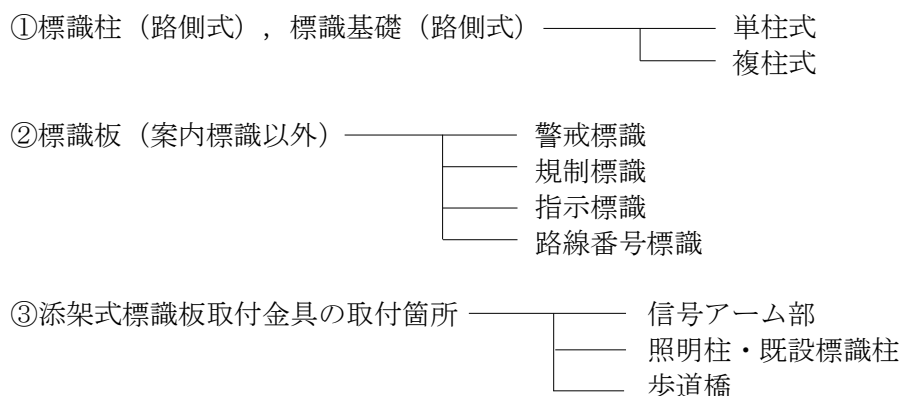 ①標識柱（路側式），標識基礎（路側式） 単柱式
複柱式
②標識板（案内標識以外） 警戒標識
規制標識
指示標識
路線番号標識
③添架式標識板取付金具の取付箇所 信号アーム部
照明柱・既設標識柱
歩道橋